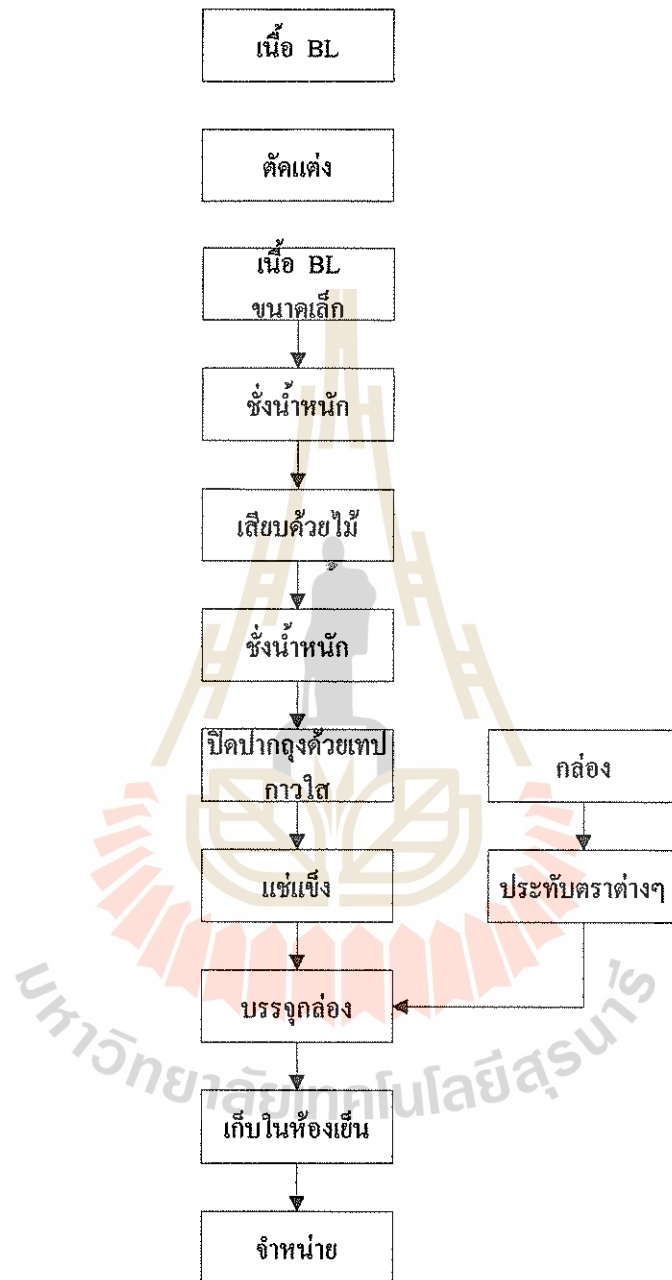 เนื้อ BL
ตัดแต่ง
เนื้อ BL
ขนาดเล็ก
ชั่งน้ำหนัก
เสียบด้วยไม้
ชั่งน้ำหนัก
ปิดปากถุงด้วยเทป
กาวใส
กล่อง
แช่แข็ง
ประทับตราต่างๆ
บรรจุกล่อง
มหาวิทยาลัยเทคโนโลยีสุรนารี
เก็บในห้องเย็น
จำหน่าย